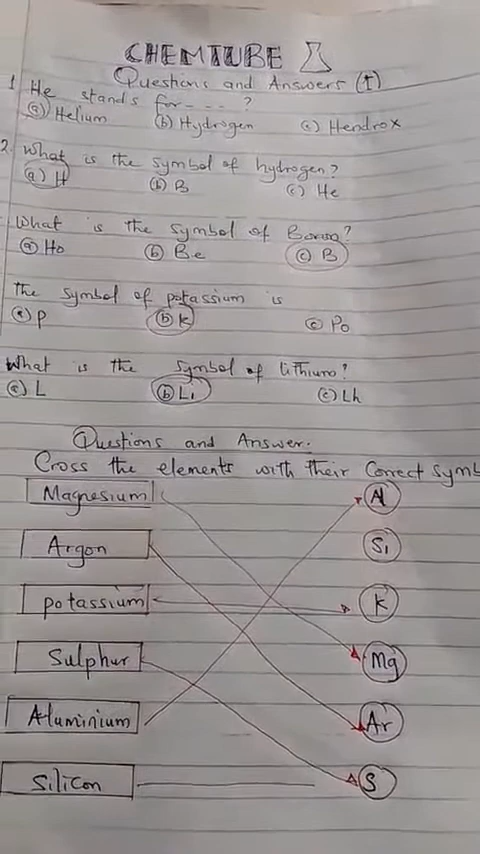 CHEMTUBE
Questions and Answers (I)
1 He stands for - - - ?
(a) Helium (b) Hydrogen (c) Hendrox
2. What is the symbol of hydrogen?
(a) H (b) B (c) He
What is the symbol of Boron?
(a) Ho (b) Be (c) B
The symbol of potassium is
(a) P (b) K (c) Po
What is the symbol of lithium?
(a) L (b) Li (c) Lh
Questions and Answer.
Cross the elements with their Correct Symb
Magnesium Al
Argon Si
potassium K
Sulphur Mg
Aluminium Ar
Silicon S